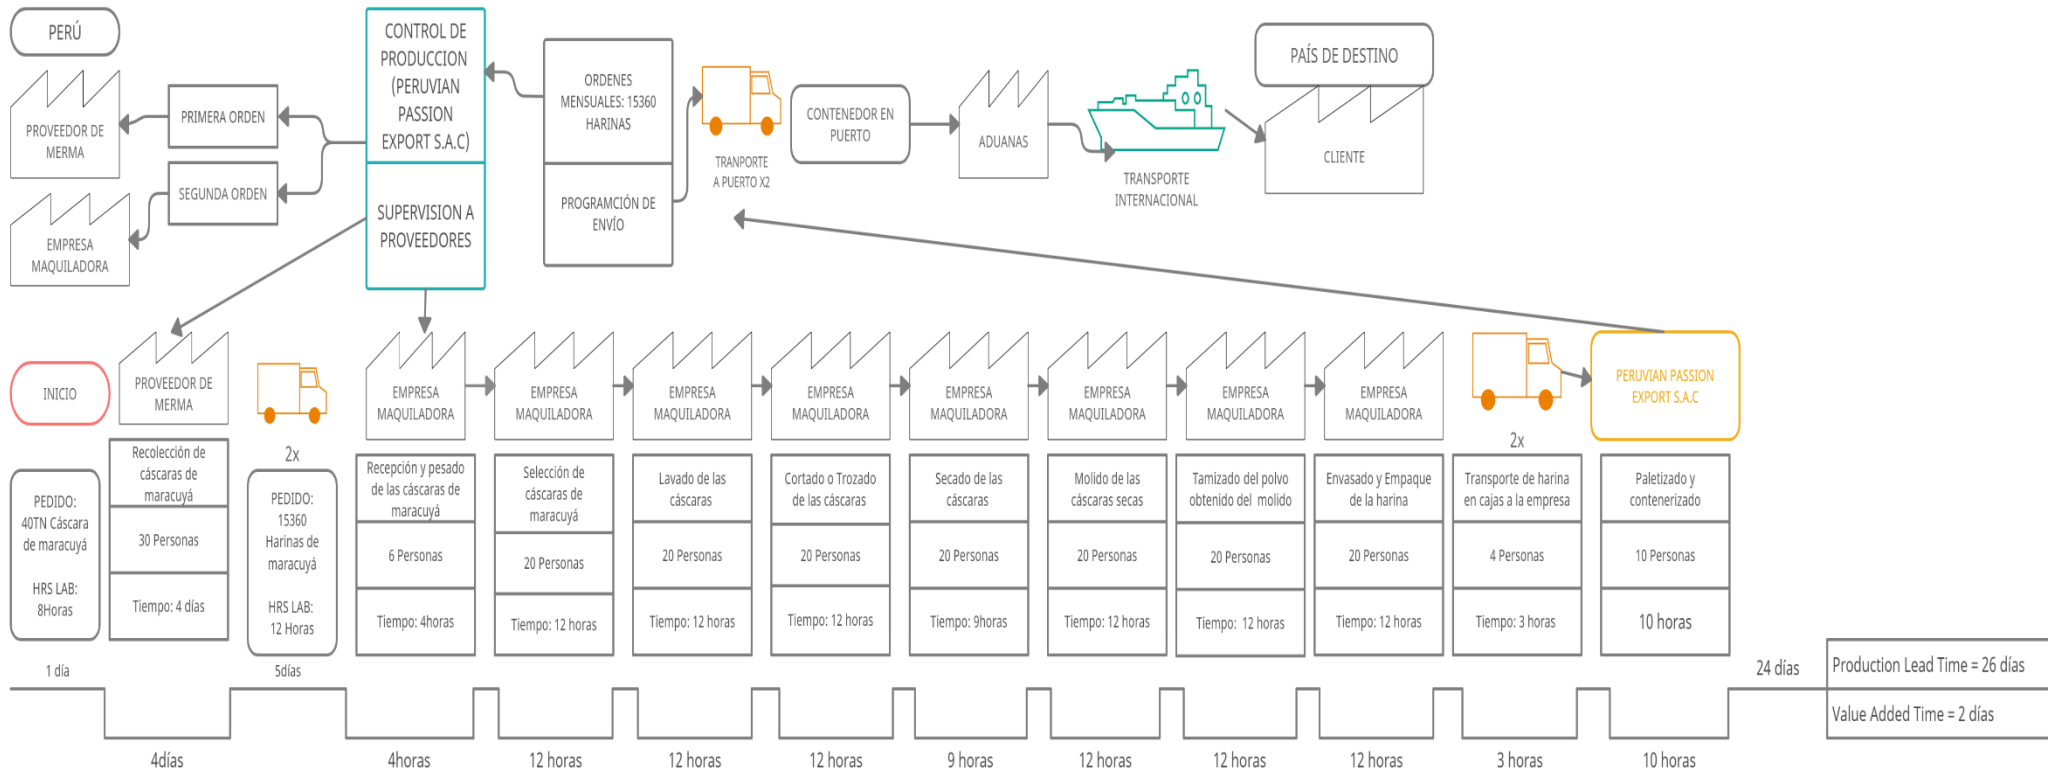 PERÚ
PROVEEDOR DE
MERMA
EMPRESA
MAQUILADORA
PRIMERA ORDEN
SEGUNDA ORDEN
CONTROL DE
PRODUCCION
(PERUVIAN
PASSION
EXPORT S.A.C)
SUPERVISION A
PROVEEDORES
ORDENES
MENSUALES: 15360
HARINAS
PROGRAMCIÓN DE
ENVÍO
TRANPORTE
A PUERTO X2
CONTENEDOR EN
PUERTO
ADUANAS
TRANSPORTE
INTERNACIONAL
PAÍS DE DESTINO
CLIENTE
INICIO
PEDIDO:
40TN Cáscara
de maracuyá
HRS LAB:
8Horas
1 día
PROVEEDOR DE
MERMA
Recolección de
cáscaras de
maracuyá
30 Personas
Tiempo: 4 días
4días
2x
PEDIDO:
15360
Harinas de
maracuyá
HRS LAB:
12 Horas
5días
EMPRESA
MAQUILADORA
Recepción y pesado
de las cáscaras de
maracuyá
6 Personas
Tiempo: 4horas
4horas
EMPRESA
MAQUILADORA
Selección de
cáscaras de
maracuyá
20 Personas
Tiempo: 12 horas
12 horas
EMPRESA
MAQUILADORA
Lavado de las
cáscaras
20 Personas
Tiempo: 12 horas
12 horas
EMPRESA
MAQUILADORA
Cortado o Trozado
de las cáscaras
20 Personas
Tiempo: 12 horas
12 horas
EMPRESA
MAQUILADORA
Secado de las
cáscaras
20 Personas
Tiempo: 9horas
9 horas
EMPRESA
MAQUILADORA
Molido de las
cáscaras secas
20 Personas
Tiempo: 12 horas
12 horas
EMPRESA
MAQUILADORA
Tamizado del polvo
obtenido del molido
20 Personas
Tiempo: 12 horas
12 horas
EMPRESA
MAQUILADORA
Envasado y Empaque
de la harina
20 Personas
Tiempo: 12 horas
12 horas
2x
Transporte de harina
en cajas a la empresa
4 Personas
Tiempo: 3 horas
3 horas
PERUVIAN PASSION
EXPORT S.A.C
Paletizado y
contenerizado
10 Personas
10 horas
10 horas
24 días
Production Lead Time = 26 días
Value Added Time = 2 días